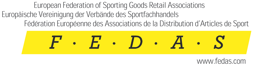 European Federation of Sporting Goods Retail Associations
Europäische Vereinigung der Verbände des Sportfachhandels
Fédération Européenne des Associations de la Distribution d'Articles de Sport
F · E · D · A · S
www.fedas.com